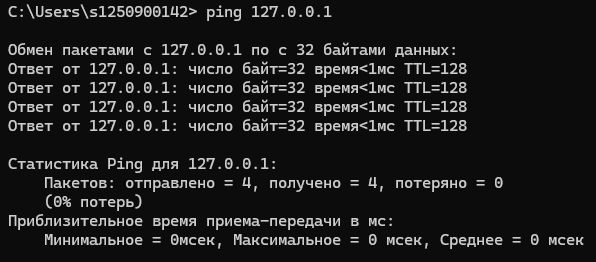 C:\Users\s1250900142> ping 127.0.0.1
Обмен пакетами с 127.0.0.1 по с 32 байтами данных:
Ответ от 127.0.0.1: число байт=32 время<1мс TTL=128
Ответ от 127.0.0.1: число байт=32 время<1мс TTL=128
Ответ от 127.0.0.1: число байт=32 время<1мс TTL=128
Ответ от 127.0.0.1: число байт=32 время<1мс TTL=128
Статистика Ping для 127.0.0.1:
Пакетов: отправлено = 4, получено = 4, потеряно = 0
(0% потерь)
Приблизительное время приема-передачи в мс:
Минимальное = 0мсек, Максимальное = 0 мсек, Среднее = 0 мсек